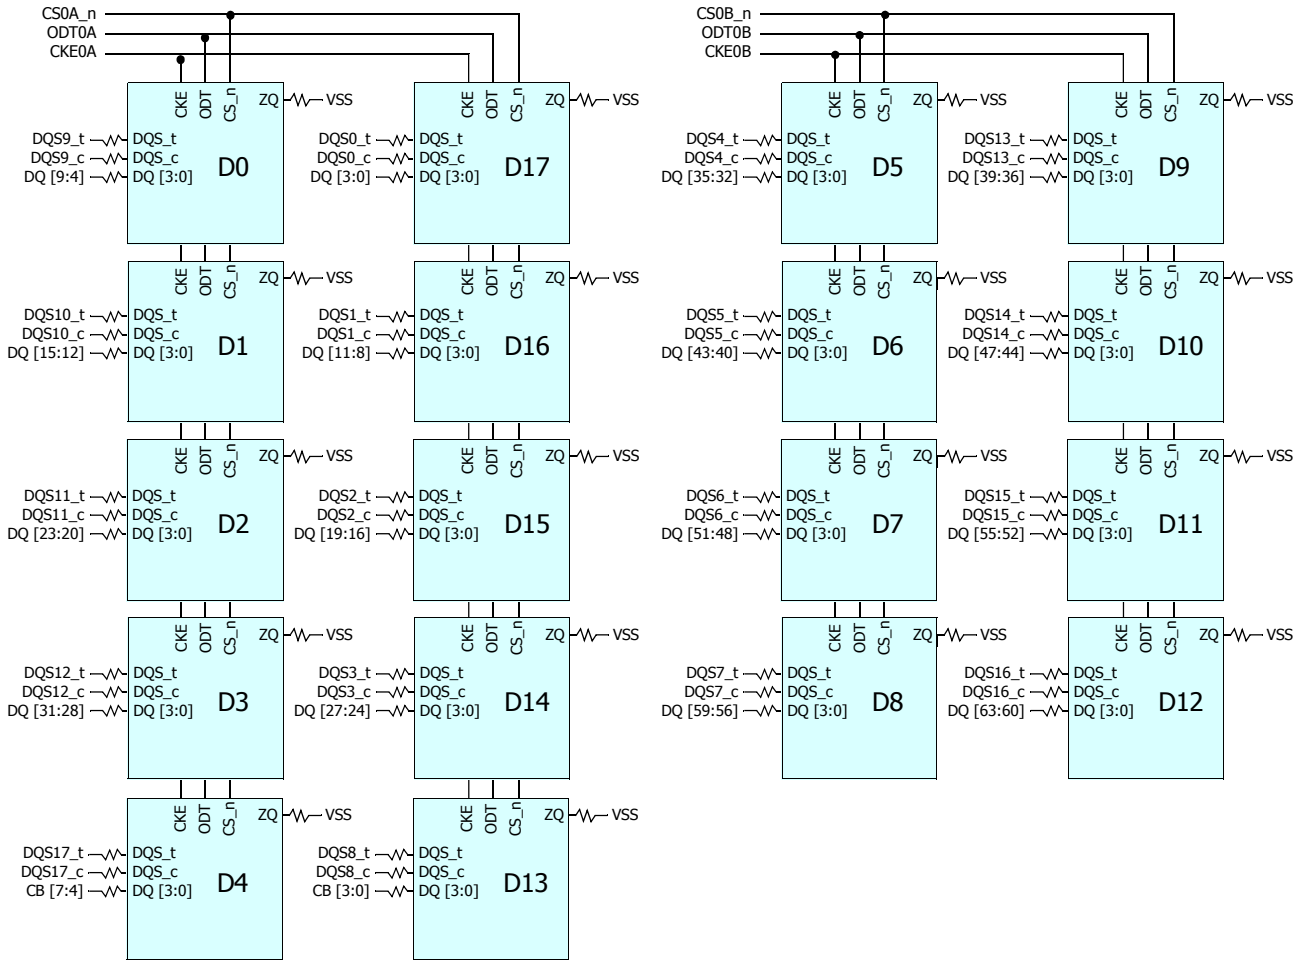 CS0A_n
ODT0A
CKE0A
CS0B_n
ODT0B
CKE0B
CKE ODT CS_n ZQ VSS
DQS9_t DQS_t
DQS9_c DQS_c
DQ [9:4] DQ [3:0]
D0
CKE ODT CS_n ZQ VSS
DQS0_t DQS_t
DQS0_c DQS_c
DQ [3:0] DQ [3:0]
D17
CKE ODT CS_n ZQ VSS
DQS4_t DQS_t
DQS4_c DQS_c
DQ [35:32] DQ [3:0]
D5
CKE ODT CS_n ZQ VSS
DQS13_t DQS_t
DQS13_c DQS_c
DQ [39:36] DQ [3:0]
D9
CKE ODT CS_n ZQ VSS
DQS10_t DQS_t
DQS10_c DQS_c
DQ [15:12] DQ [3:0]
D1
CKE ODT CS_n ZQ VSS
DQS1_t DQS_t
DQS1_c DQS_c
DQ [11:8] DQ [3:0]
D16
CKE ODT CS_n ZQ VSS
DQS5_t DQS_t
DQS5_c DQS_c
DQ [43:40] DQ [3:0]
D6
CKE ODT CS_n ZQ VSS
DQS14_t DQS_t
DQS14_c DQS_c
DQ [47:44] DQ [3:0]
D10
CKE ODT CS_n ZQ VSS
DQS11_t DQS_t
DQS11_c DQS_c
DQ [23:20] DQ [3:0]
D2
CKE ODT CS_n ZQ VSS
DQS2_t DQS_t
DQS2_c DQS_c
DQ [19:16] DQ [3:0]
D15
CKE ODT CS_n ZQ VSS
DQS6_t DQS_t
DQS6_c DQS_c
DQ [51:48] DQ [3:0]
D7
CKE ODT CS_n ZQ VSS
DQS15_t DQS_t
DQS15_c DQS_c
DQ [55:52] DQ [3:0]
D11
CKE ODT CS_n ZQ VSS
DQS12_t DQS_t
DQS12_c DQS_c
DQ [31:28] DQ [3:0]
D3
CKE ODT CS_n ZQ VSS
DQS3_t DQS_t
DQS3_c DQS_c
DQ [27:24] DQ [3:0]
D14
CKE ODT CS_n ZQ VSS
DQS7_t DQS_t
DQS7_c DQS_c
DQ [59:56] DQ [3:0]
D8
CKE ODT CS_n ZQ VSS
DQS16_t DQS_t
DQS16_c DQS_c
DQ [63:60] DQ [3:0]
D12
CKE ODT CS_n ZQ VSS
DQS17_t DQS_t
DQS17_c DQS_c
CB [7:4] DQ [3:0]
D4
CKE ODT CS_n ZQ VSS
DQS8_t DQS_t
DQS8_c DQS_c
CB [3:0] DQ [3:0]
D13